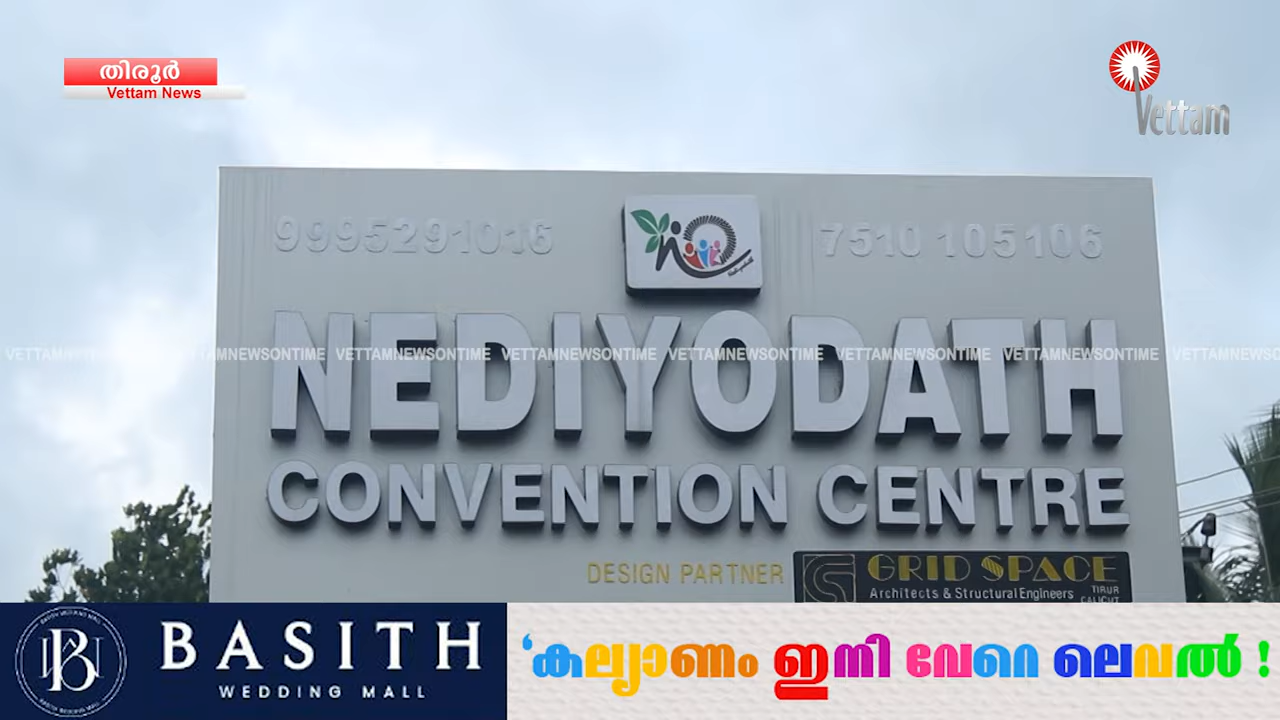 തിരൂർ
Vettam News
Vettam
9995291016
7510 105106
NEDIYODATH
VETTAMNEWSONTIME VETTAMNEWSONTIME VETTAMNEWSONTIME VETTAMNEWSONTIME VETTAMNEWSONTIME VETTAMNEWSONTIME VETTAMNEWSONTIME
CONVENTION CENTRE
DESIGN PARTNER
GRID SPACE
Architects & Structural Engineers
TIRUR
CALICUT
BASITH
WEDDING MALL
‘കല്യാണം ഇനി വേറെ ലെവൽ !